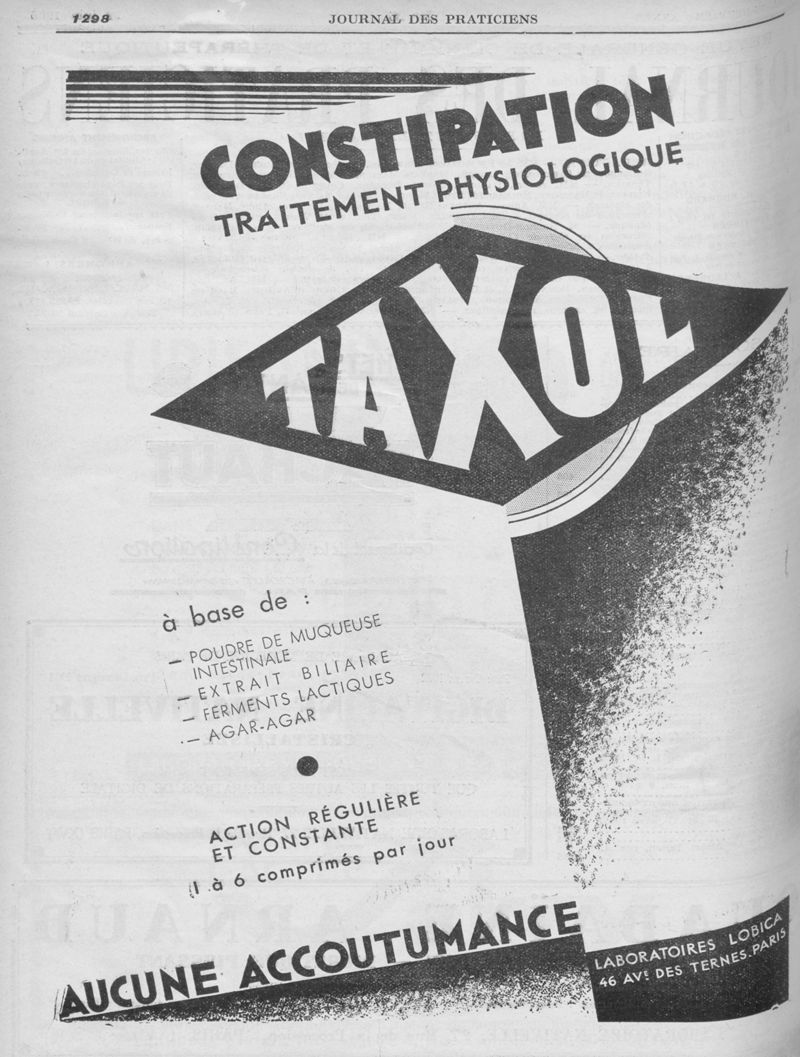 1298
JOURNAL DES PRATICIENS
CONSTIPATION
TRAITEMENT PHYSIOLOGIQUE
TAXOL
à base de :
— POUDRE DE MUQUEUSE
INTESTINALE
— EXTRAIT BILIAIRE
— FERMENTS LACTIQUES
— AGAR-AGAR
ACTION RÉGULIÈRE
ET CONSTANTE
1 à 6 comprimés par jour
AUCUNE ACCOUTUMANCE
LABORATOIRES LOBICA
46 AVE DES TERNES. PARIS